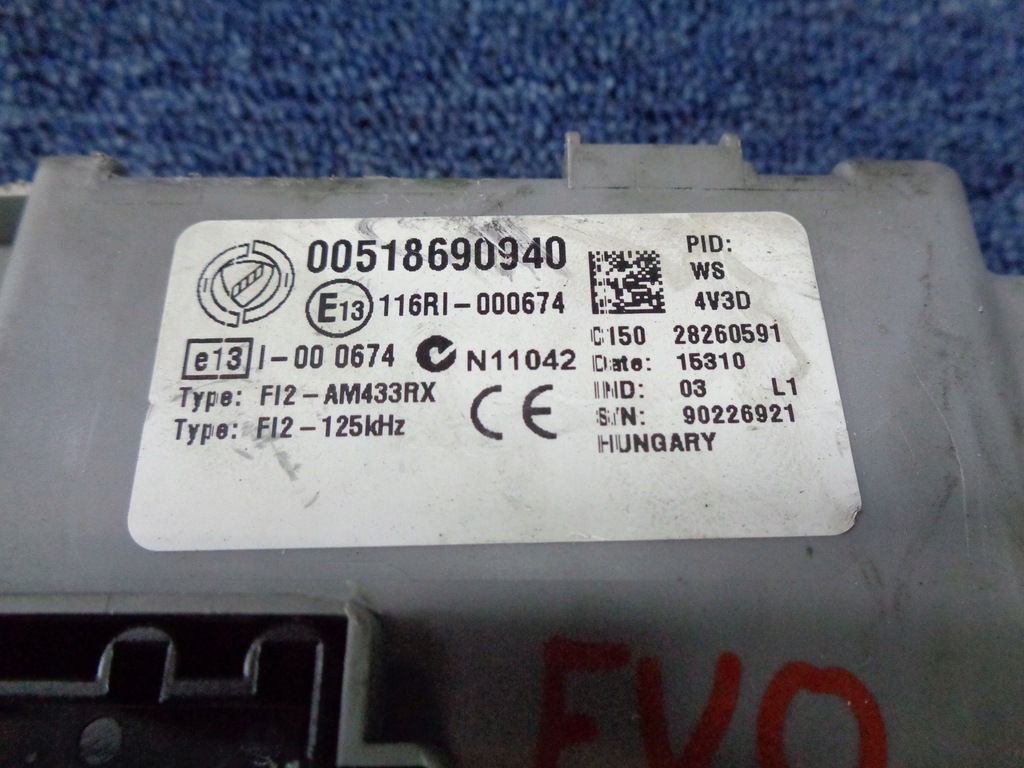 00518690940
E13 116RI-000674
e13 I-00 0674 N11042
Type: FI2-AM433RX
Type: FI2-125kHz
CE
PID:
WS
4V3D
C150 28260591
Date: 15310
IND: 03 L1
S/N: 90226921
HUNGARY
EVO